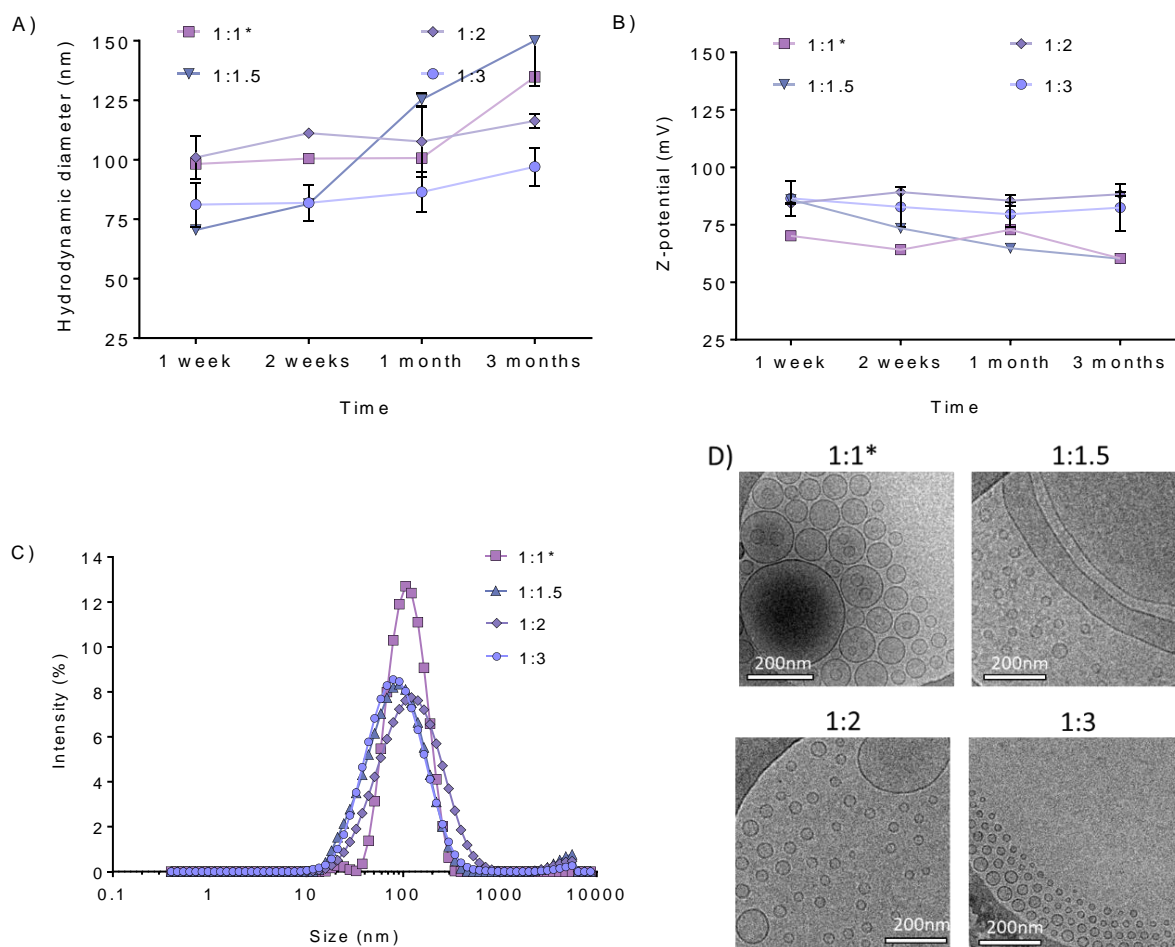 A)
Hydrodynamic diameter (nm)
150
125
100
75
50
25
1:1*
1:1.5
1:2
1:3
1 week 2 weeks 1 month 3 months
Time
B)
Z-potential (mV)
150
125
100
75
50
25
1:1*
1:1.5
1:2
1:3
1 week 2 weeks 1 month 3 months
Time
C)
Intensity (%)
14
12
10
8
6
4
2
0
1:1*
1:1.5
1:2
1:3
0.1 1 10 100 1000 10000
Size (nm)
D)
1:1* 1:1.5
200nm 200nm
1:2 1:3
200nm 200nm